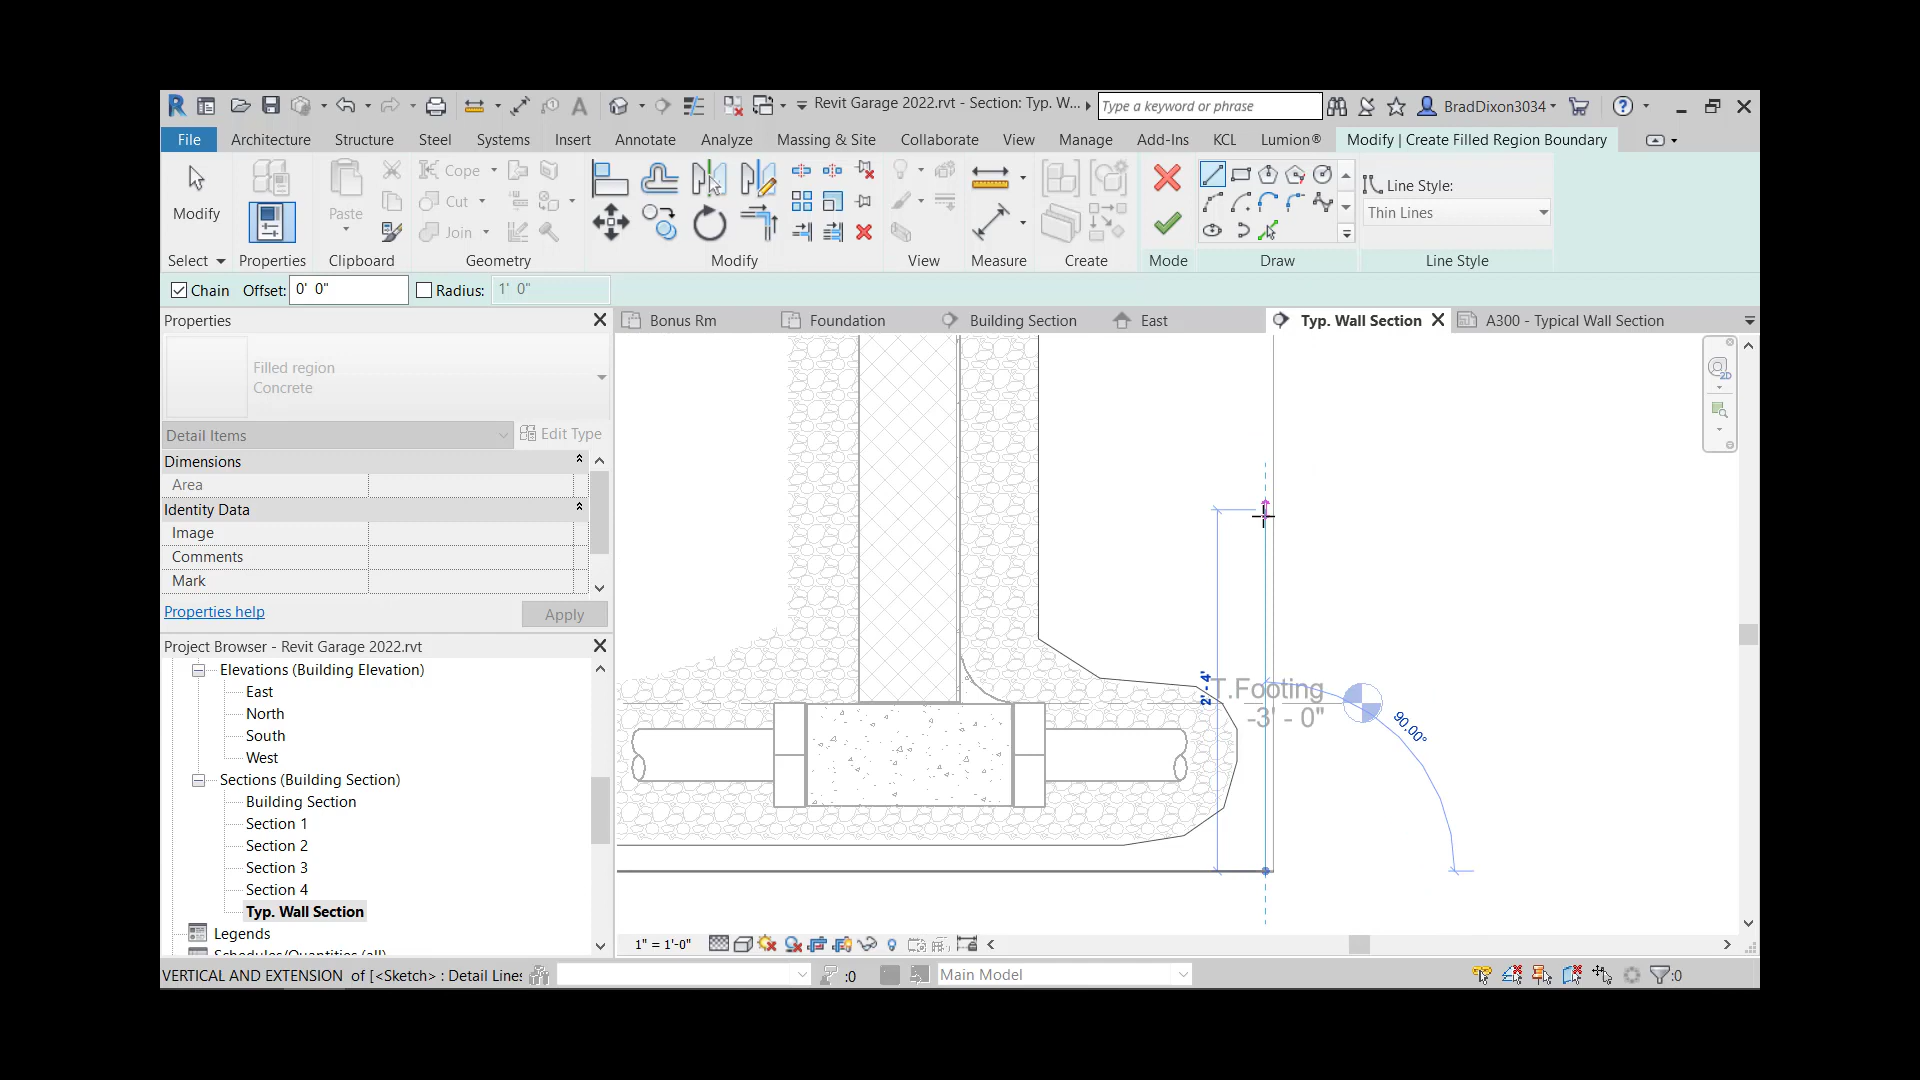 Revit Garage 2022.rvt - Section: Typ. W...
Type a keyword or phrase
BradDixon3034
File
Architecture
Structure
Steel
Systems
Insert
Annotate
Analyze
Massing & Site
Collaborate
View
Manage
Add-Ins
KCL
Lumion®
Modify | Create Filled Region Boundary
Modify
Paste
Cope
Cut
Join
Line Style:
Thin Lines
Select
Properties
Clipboard
Geometry
Modify
View
Measure
Create
Mode
Draw
Line Style
Chain
Offset:
0' 0"
Radius:
1' 0"
Properties
Bonus Rm
Foundation
Building Section
East
Typ. Wall Section
A300 - Typical Wall Section
Filled region
Concrete
Detail Items
Edit Type
Dimensions
Area
Identity Data
Image
Comments
Mark
Properties help
Apply
Project Browser - Revit Garage 2022.rvt
Elevations (Building Elevation)
East
North
South
West
Sections (Building Section)
Building Section
Section 1
Section 2
Section 3
Section 4
Typ. Wall Section
Legends
Schedules/Quantities (all)
2' - 4"
T.Footing
-3' - 0"
90.00°
2D
1" = 1'-0"
VERTICAL AND EXTENSION of [<Sketch> : Detail Lines
:0
Main Model
:0